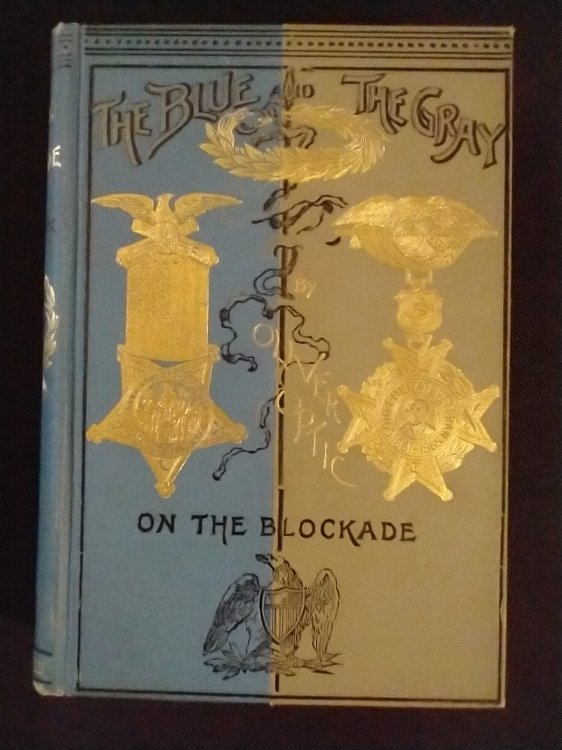 THE BLUE AND THE GRAY
BY
OLIVER
OPTIC
ON THE BLOCKADE